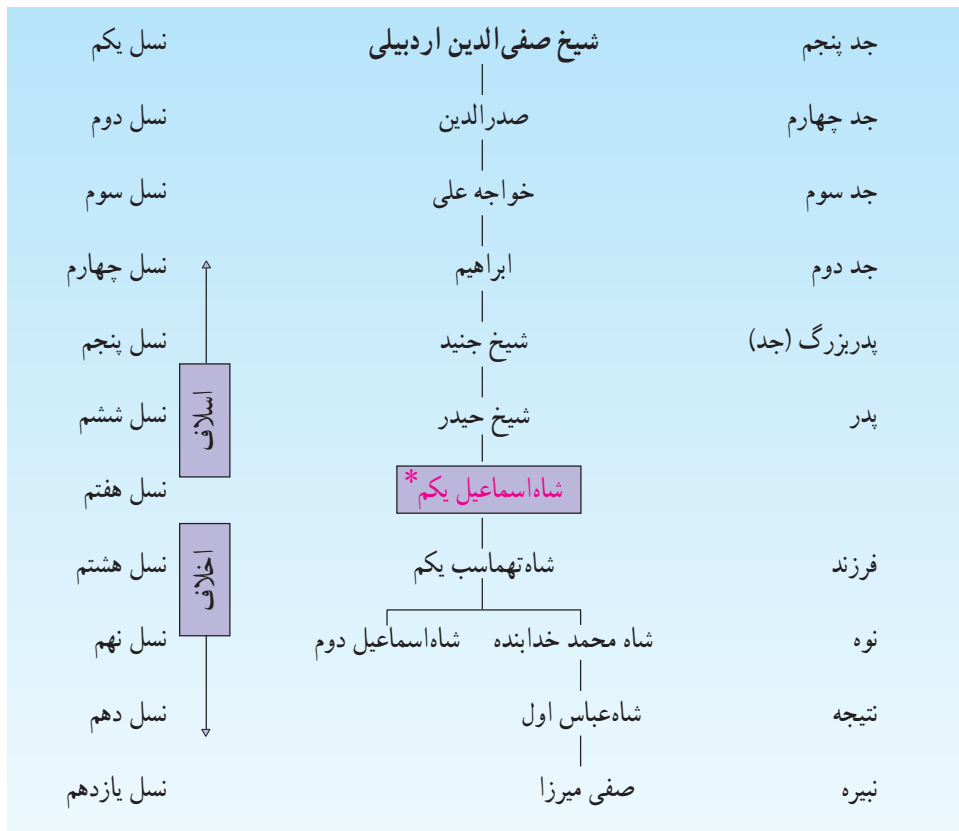 جد پنجم شیخ صفی‌الدین اردبیلی نسل یکم
جد چهارم صدرالدین نسل دوم
جد سوم خواجه علی نسل سوم
جد دوم ابراهیم نسل چهارم
پدربزرگ (جد) شیخ جنید نسل پنجم
پدر شیخ حیدر نسل ششم
اسلاف
شاه‌اسماعیل یکم* نسل هفتم
فرزند شاه‌تهماسب یکم نسل هشتم
اخلاف
نوه شاه محمد خدابنده شاه‌اسماعیل دوم نسل نهم
نتیجه شاه‌عباس اول نسل دهم
نبیره صفی میرزا نسل یازدهم